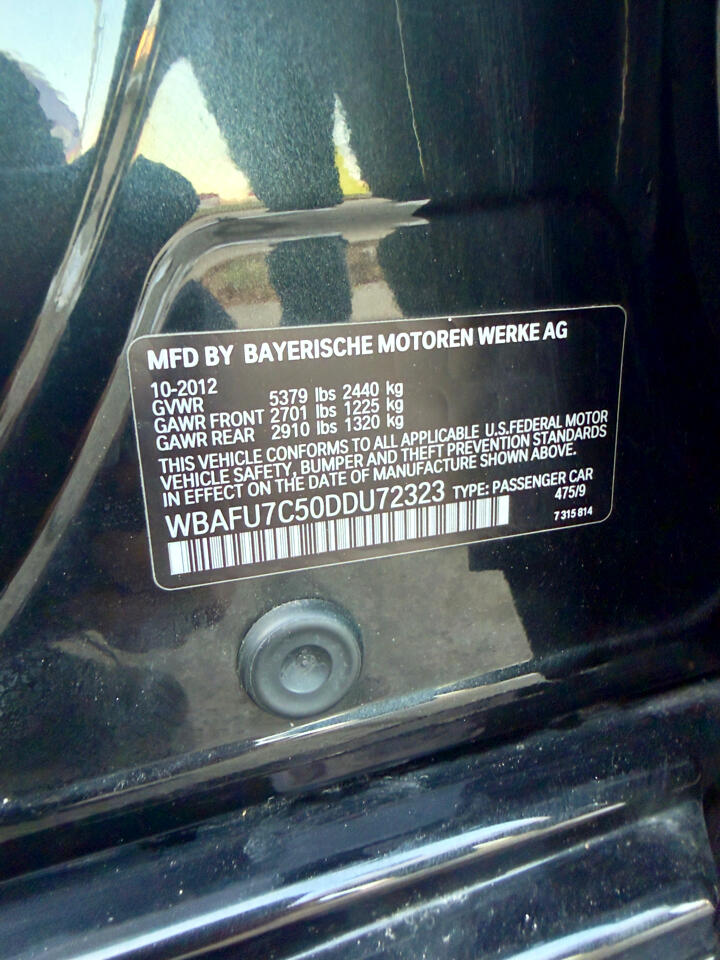 MFD BY BAYERISCHE MOTOREN WERKE AG
10-2012
GVWR 5379 lbs 2440 kg
GAWR FRONT 2701 lbs 1225 kg
GAWR REAR 2910 lbs 1320 kg
THIS VEHICLE CONFORMS TO ALL APPLICABLE U.S.FEDERAL MOTOR
VEHICLE SAFETY, BUMPER AND THEFT PREVENTION STANDARDS
IN EFFECT ON THE DATE OF MANUFACTURE SHOWN ABOVE.
WBAFU7C50DDU72323 TYPE: PASSENGER CAR
475/9
7 315 814